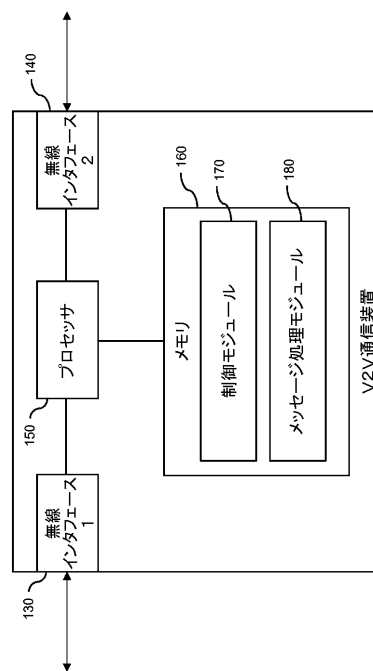 130
無線
インタフェース
1
150
プロセッサ
無線
インタフェース
2
140
メモリ
160
制御モジュール
170
メッセージ処理モジュール
180
V2V通信装置